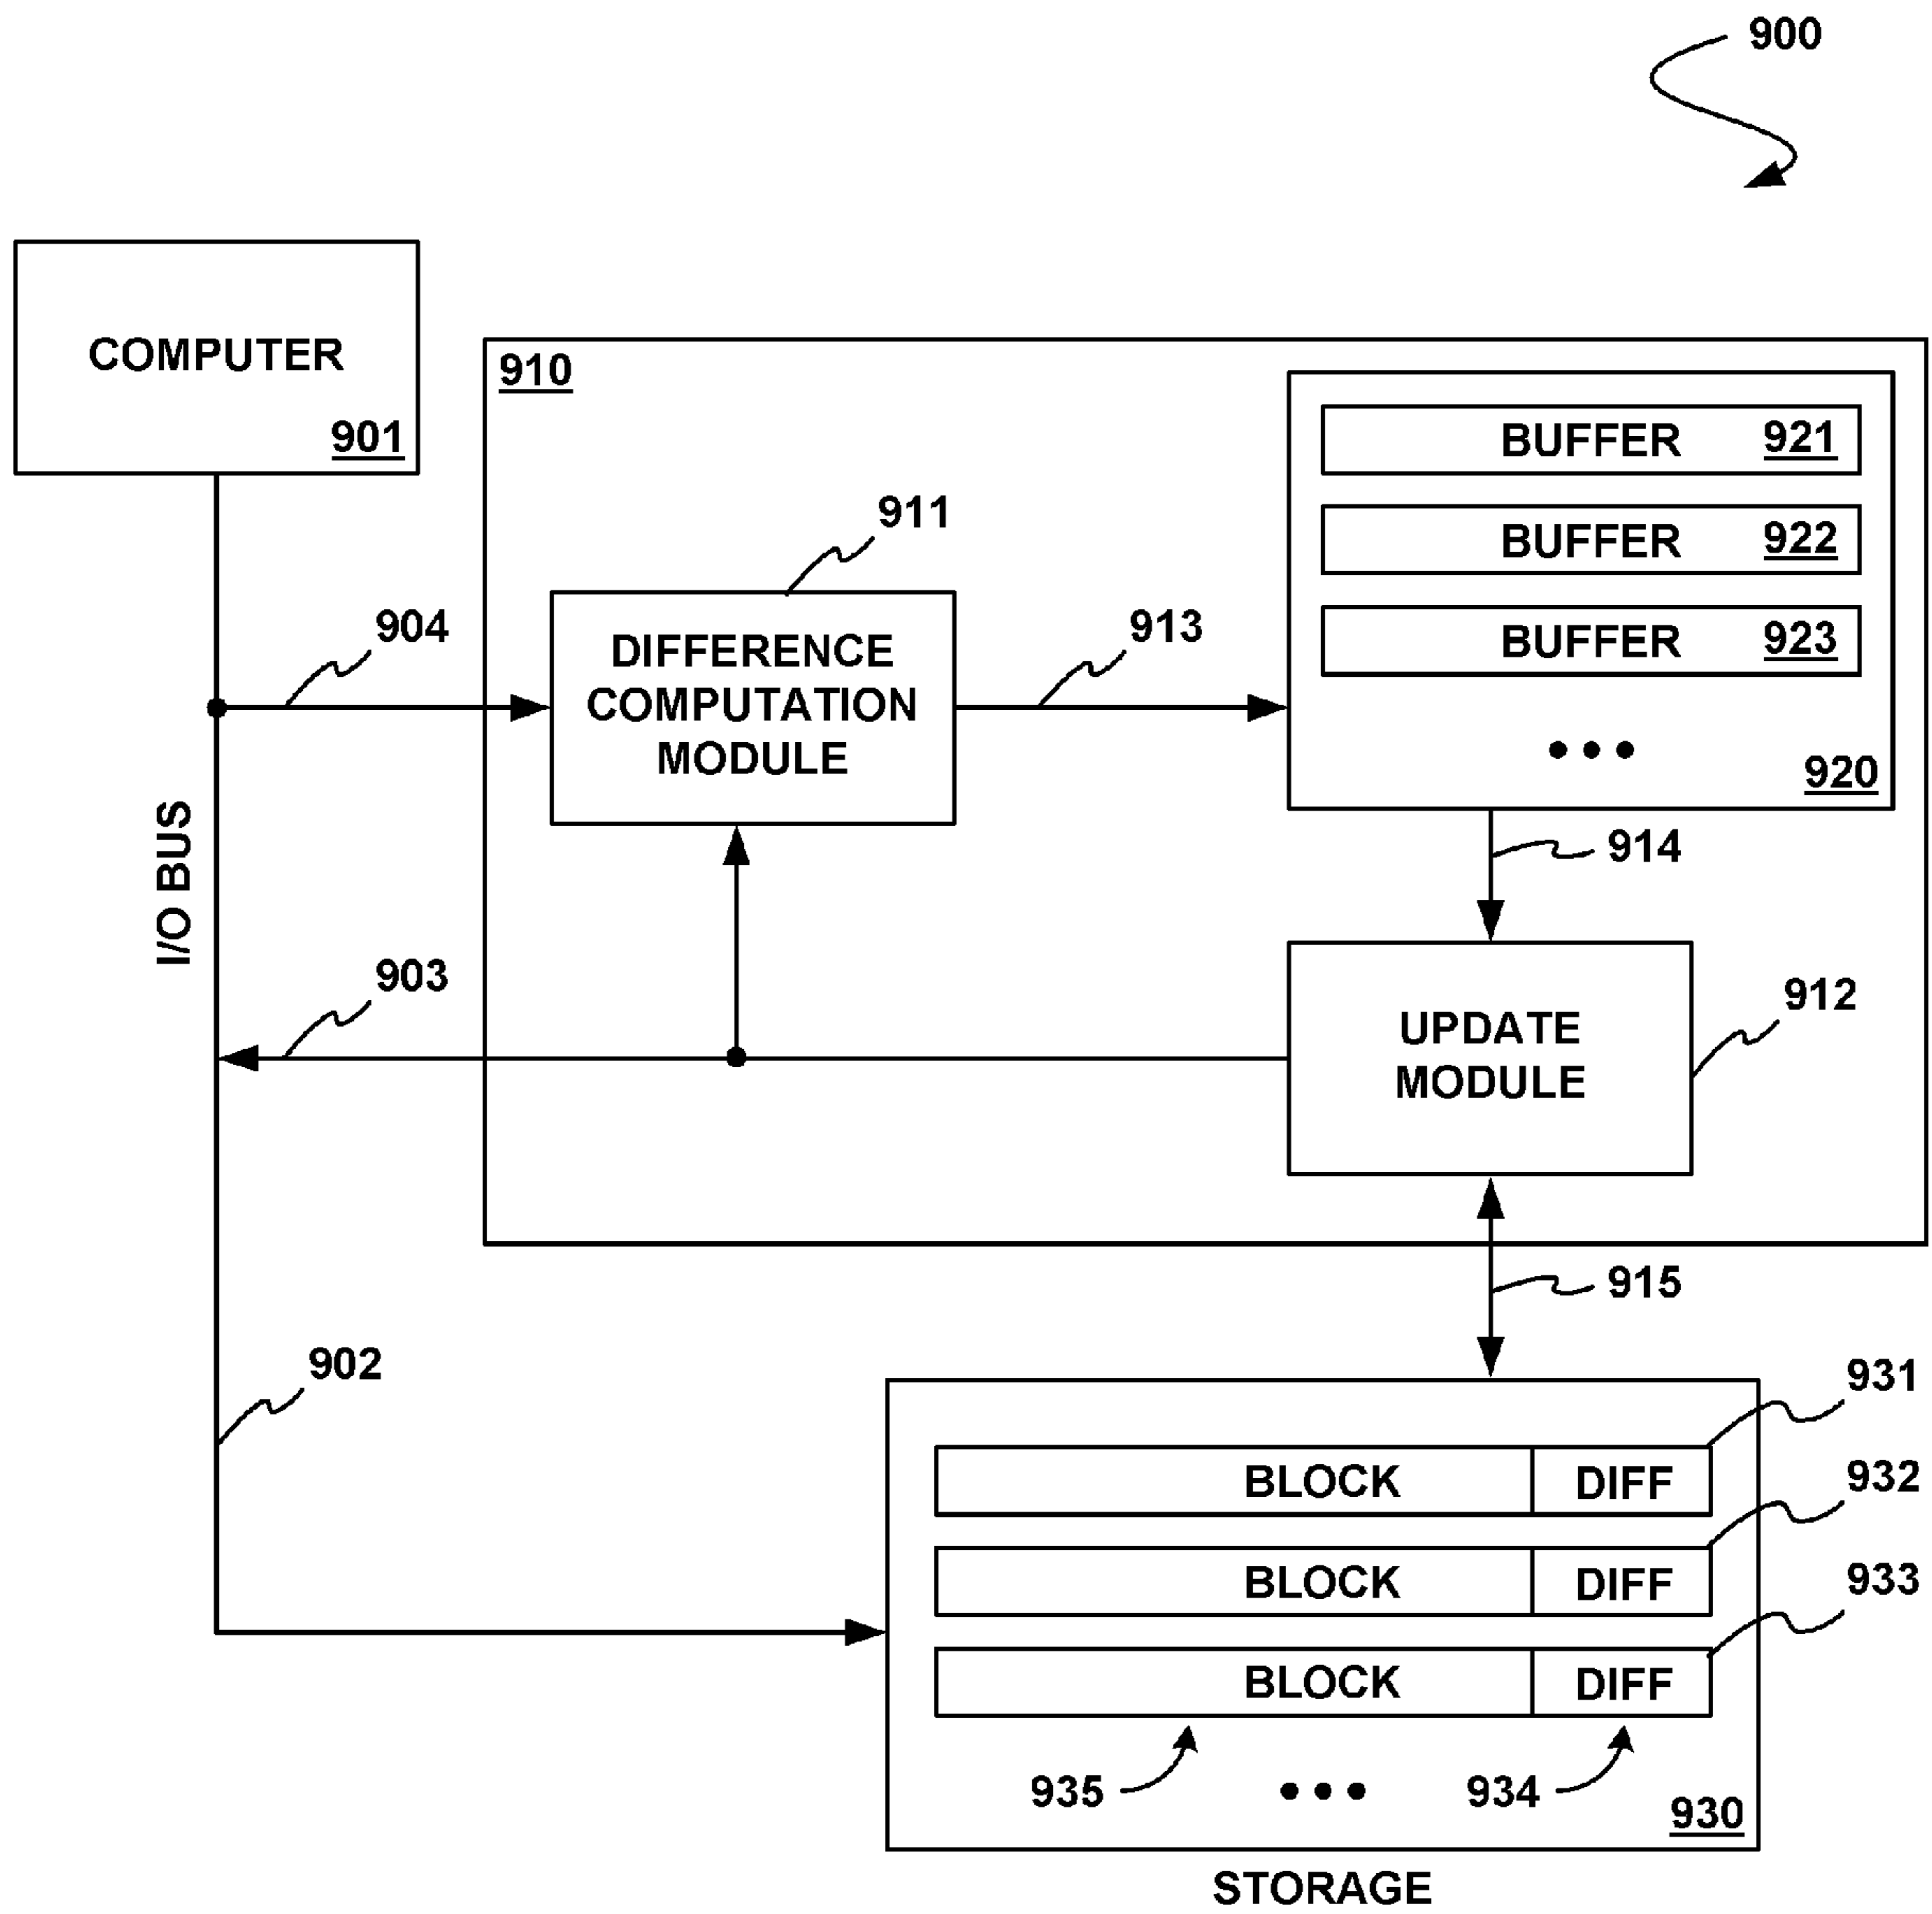 900
COMPUTER
901
910
BUFFER 921
BUFFER 922
BUFFER 923
•••
920
911
904
DIFFERENCE
COMPUTATION
MODULE
913
914
I/O BUS
903
UPDATE
MODULE
912
915
902
931
BLOCK DIFF
932
BLOCK DIFF
933
BLOCK DIFF
935
•••
934
930
STORAGE